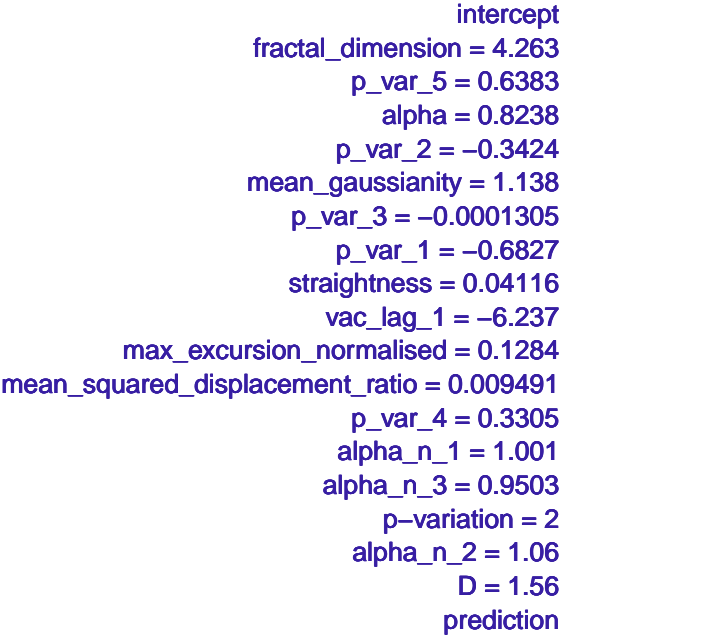 intercept
fractal_dimension = 4.263
p_var_5 = 0.6383
alpha = 0.8238
p_var_2 = −0.3424
mean_gaussianity = 1.138
p_var_3 = −0.0001305
p_var_1 = −0.6827
straightness = 0.04116
vac_lag_1 = −6.237
max_excursion_normalised = 0.1284
mean_squared_displacement_ratio = 0.009491
p_var_4 = 0.3305
alpha_n_1 = 1.001
alpha_n_3 = 0.9503
p−variation = 2
alpha_n_2 = 1.06
D = 1.56
prediction